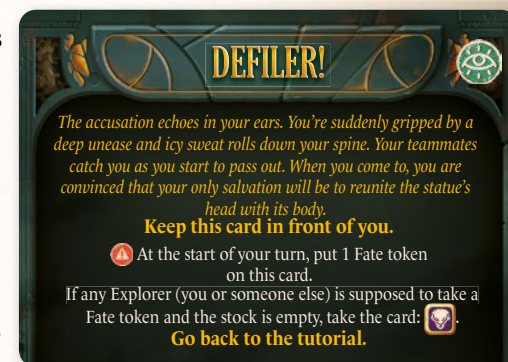 DEFILER!
The accusation echoes in your ears. You're suddenly gripped by a
deep unease and icy sweat rolls down your spine. Your teammates
catch you as you start to pass out. When you come to, you are
convinced that your only salvation will be to reunite the statue's
head with its body.
Keep this card in front of you.
At the start of your turn, put 1 Fate token
on this card.
If any Explorer (you or someone else) is supposed to take a
Fate token and the stock is empty, take the card: .
Go back to the tutorial.